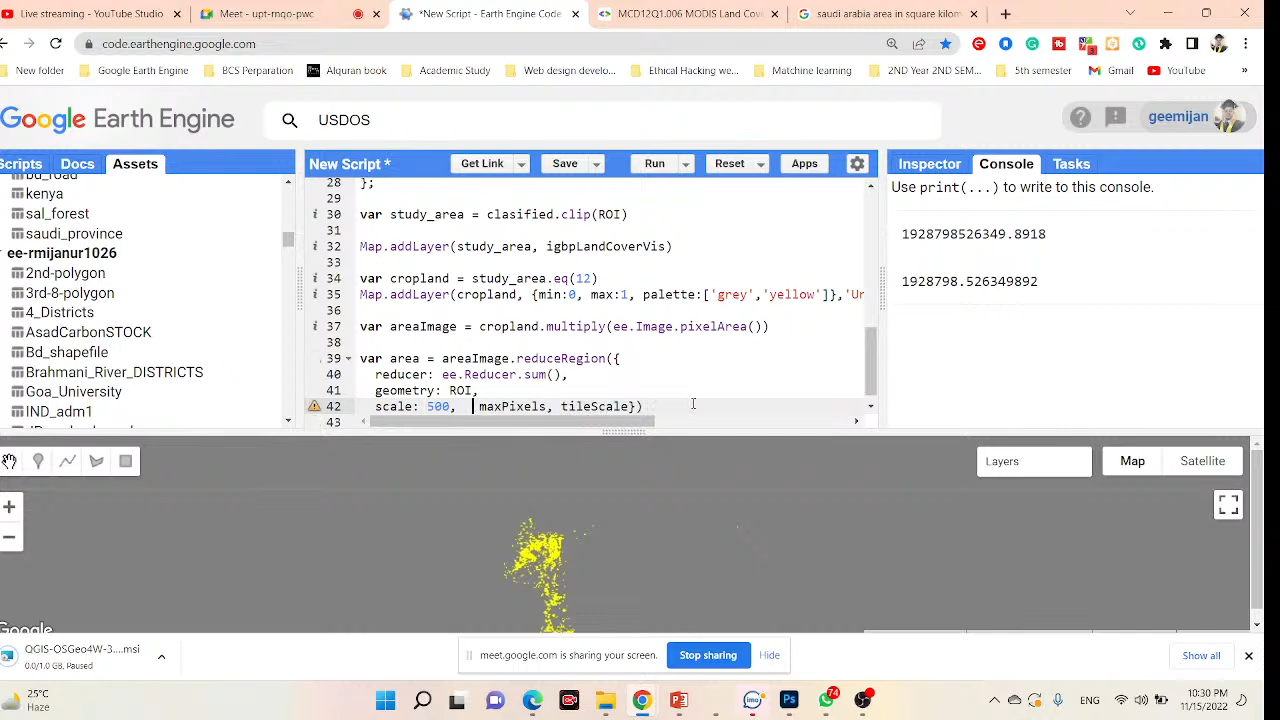 Live streaming - YouTube Studio
Meet - upt-rnqo-pwc
*New Script - Earth Engine Code
MCD12Q1.006 MODIS Land Cove
saudi arabia area in square kilom
code.earthengine.google.com
New folder
Google Earth Engine
BCS Perparation
Alquran book
Academy Study
Web design develo...
Ethical Hacking we...
Matchine learning
2ND Year 2ND SEM...
5th semester
Gmail
YouTube
Google Earth Engine
USDOS
geemijan
Scripts
Docs
Assets
New Script *
Get Link
Save
Run
Reset
Apps
Inspector
Console
Tasks
bd_road
kenya
sal_forest
saudi_province
ee-rmijanur1026
2nd-polygon
3rd-8-polygon
4_Districts
AsadCarbonSTOCK
Bd_shapefile
Brahmani_River_DISTRICTS
Goa_University
IND_adm1
28 };
29
30 var study_area = clasified.clip(ROI)
31
32 Map.addLayer(study_area, igbpLandCoverVis)
33
34 var cropland = study_area.eq(12)
35 Map.addLayer(cropland, {min:0, max:1, palette:['grey','yellow']},'Ur
36
37 var areaImage = cropland.multiply(ee.Image.pixelArea())
38
39 var area = areaImage.reduceRegion({
40 reducer: ee.Reducer.sum(),
41 geometry: ROI,
42 scale: 500, maxPixels, tileScale})
43
Use print(...) to write to this console.
1928798526349.8918
1928798.526349892
Layers
Map
Satellite
Google
QGIS-OSGeo4W-3....msi
0.0/1.0 GB, Paused
meet.google.com is sharing your screen.
Stop sharing
Hide
Show all
25°C
Haze
74
ENG
10:30 PM
11/15/2022